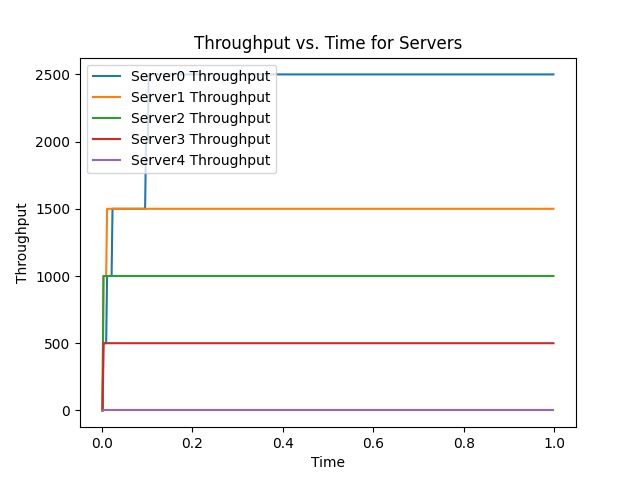 Throughput vs. Time for Servers
2500
2000
1500
1000
500
0
Throughput
Server0 Throughput
Server1 Throughput
Server2 Throughput
Server3 Throughput
Server4 Throughput
0.0 0.2 0.4 0.6 0.8 1.0
Time